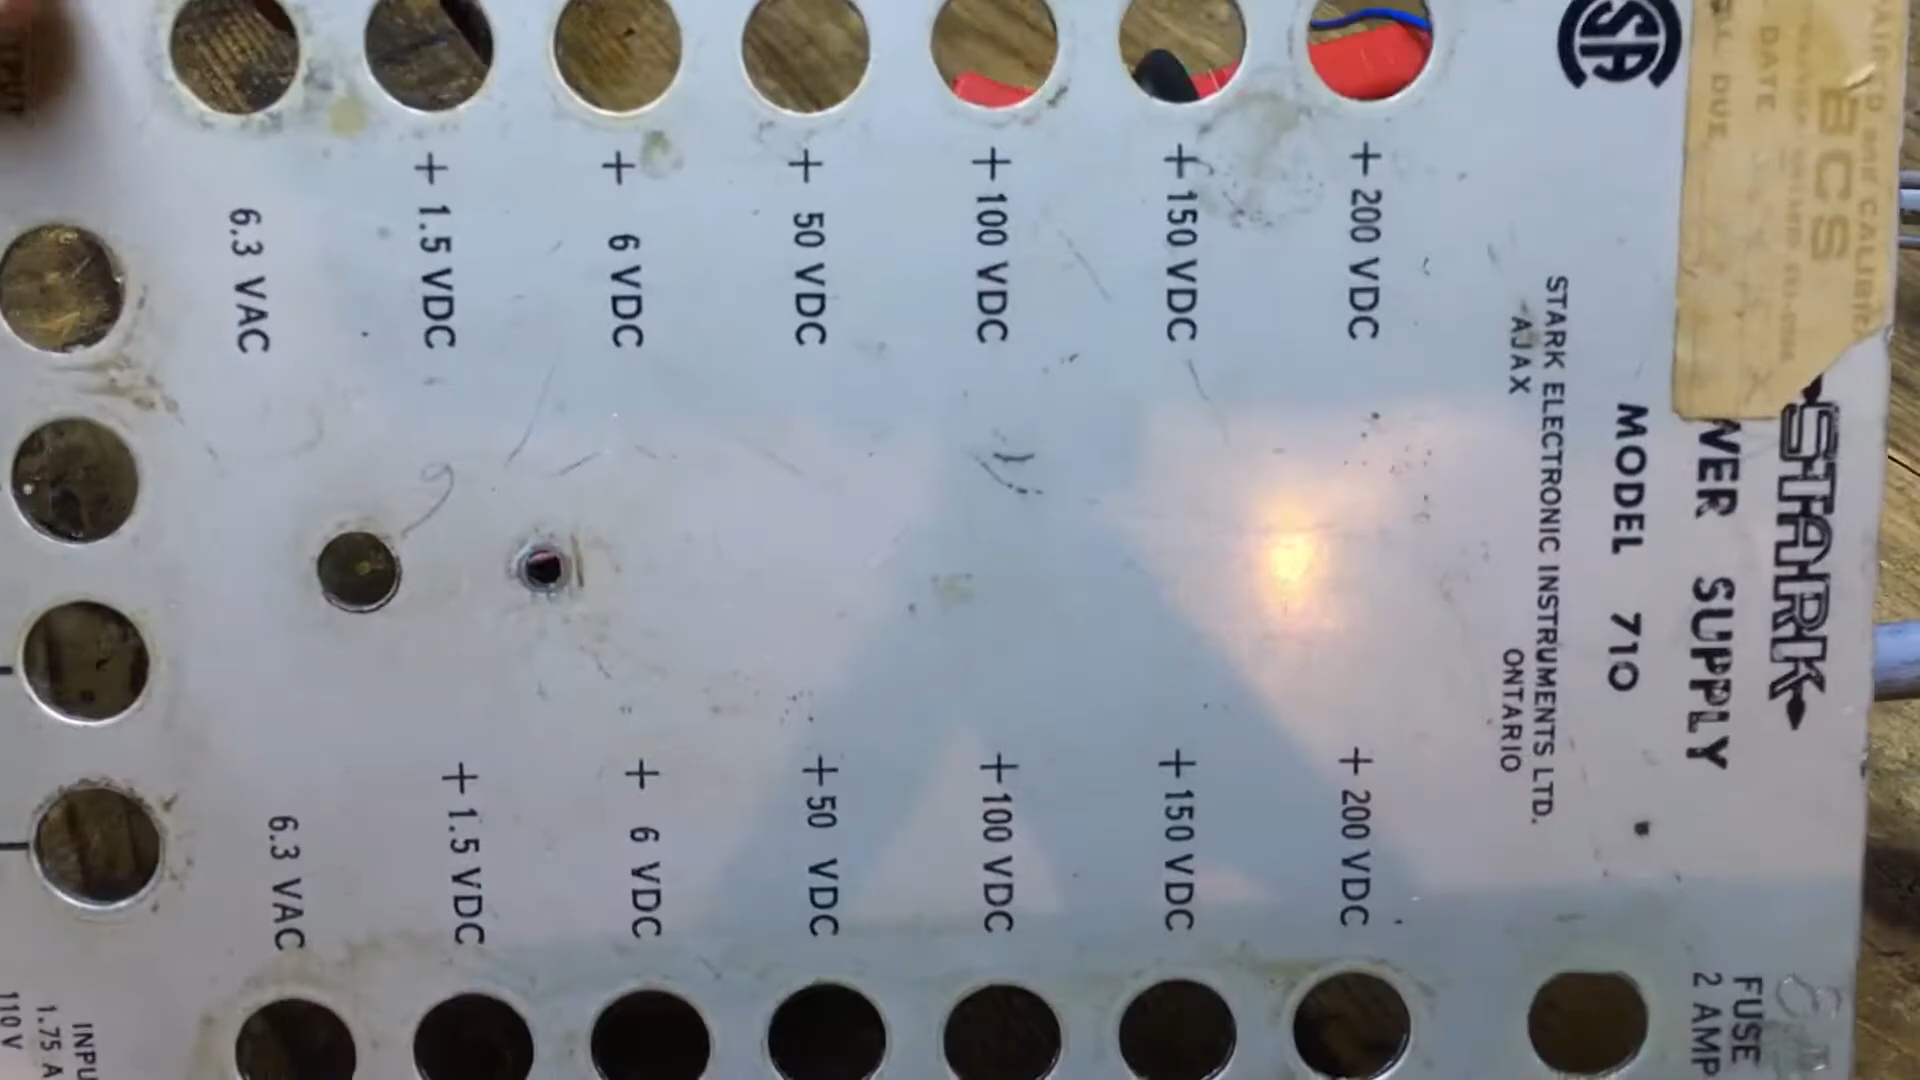 STARK
WER SUPPLY
MODEL 710
STARK ELECTRONIC INSTRUMENTS LTD.
AJAX ONTARIO
BCS
DATE
DUE
SA
FUSE
2 AMP
+ 200 VDC
+ 200 VDC
+ 150 VDC
+ 150 VDC
+ 100 VDC
+ 100 VDC
+ 50 VDC
+ 50 VDC
+ 6 VDC
+ 6 VDC
+ 1.5 VDC
+ 1.5 VDC
6.3 VAC
6.3 VAC
INPU
1.75 A
110 V